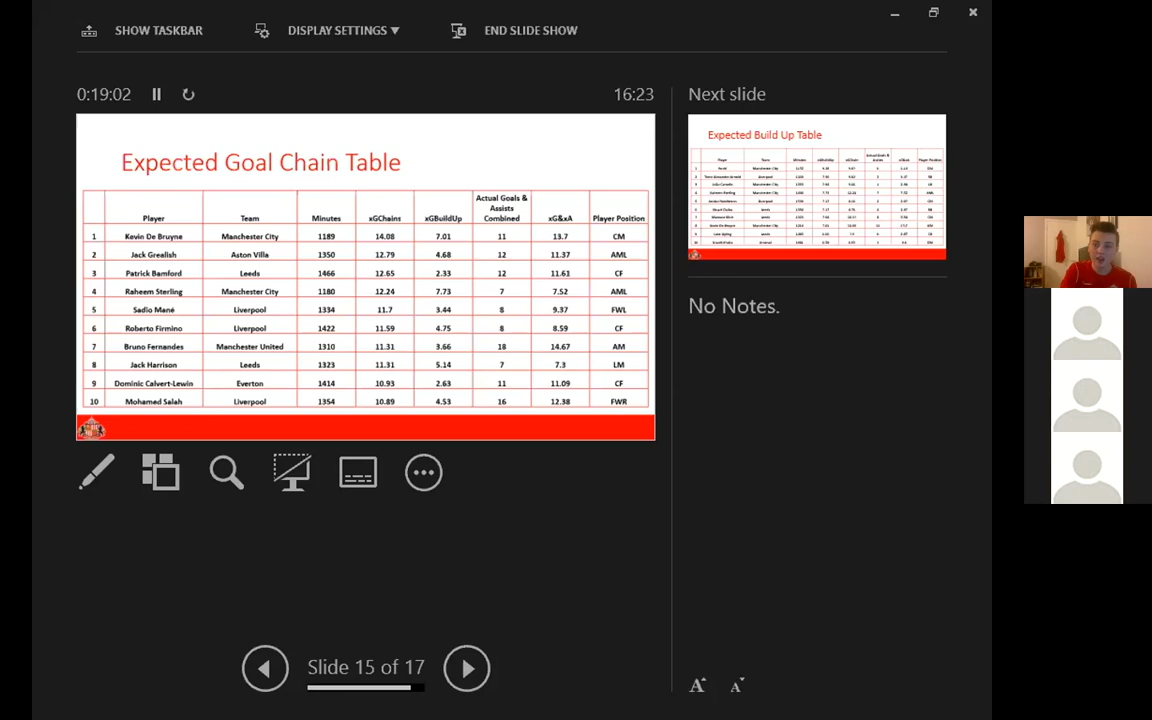 SHOW TASKBAR DISPLAY SETTINGS END SLIDE SHOW
0:19:02 16:23
Expected Goal Chain Table
Player Team Minutes xGChains xGBuildUp Actual Goals & Assists Combined xG&xA Player Position
1 Kevin De Bruyne Manchester City 1189 14.08 7.01 11 13.7 CM
2 Jack Grealish Aston Villa 1350 12.79 4.68 12 11.37 AML
3 Patrick Bamford Leeds 1466 12.65 2.33 12 11.61 CF
4 Raheem Sterling Manchester City 1180 12.24 7.73 7 7.52 AML
5 Sadio Mané Liverpool 1334 11.7 3.44 8 9.37 FWL
6 Roberto Firmino Liverpool 1422 11.59 4.75 8 8.59 CF
7 Bruno Fernandes Manchester United 1310 11.31 3.66 18 14.67 AM
8 Jack Harrison Leeds 1323 11.31 5.14 7 7.3 LM
9 Dominic Calvert-Lewin Everton 1414 10.93 2.63 11 11.09 CF
10 Mohamed Salah Liverpool 1354 10.89 4.53 16 12.38 FWR
Next slide
Expected Build Up Table
Player Team Minutes xGBuildUp xGChain Player Position
No Notes.
Slide 15 of 17
A A